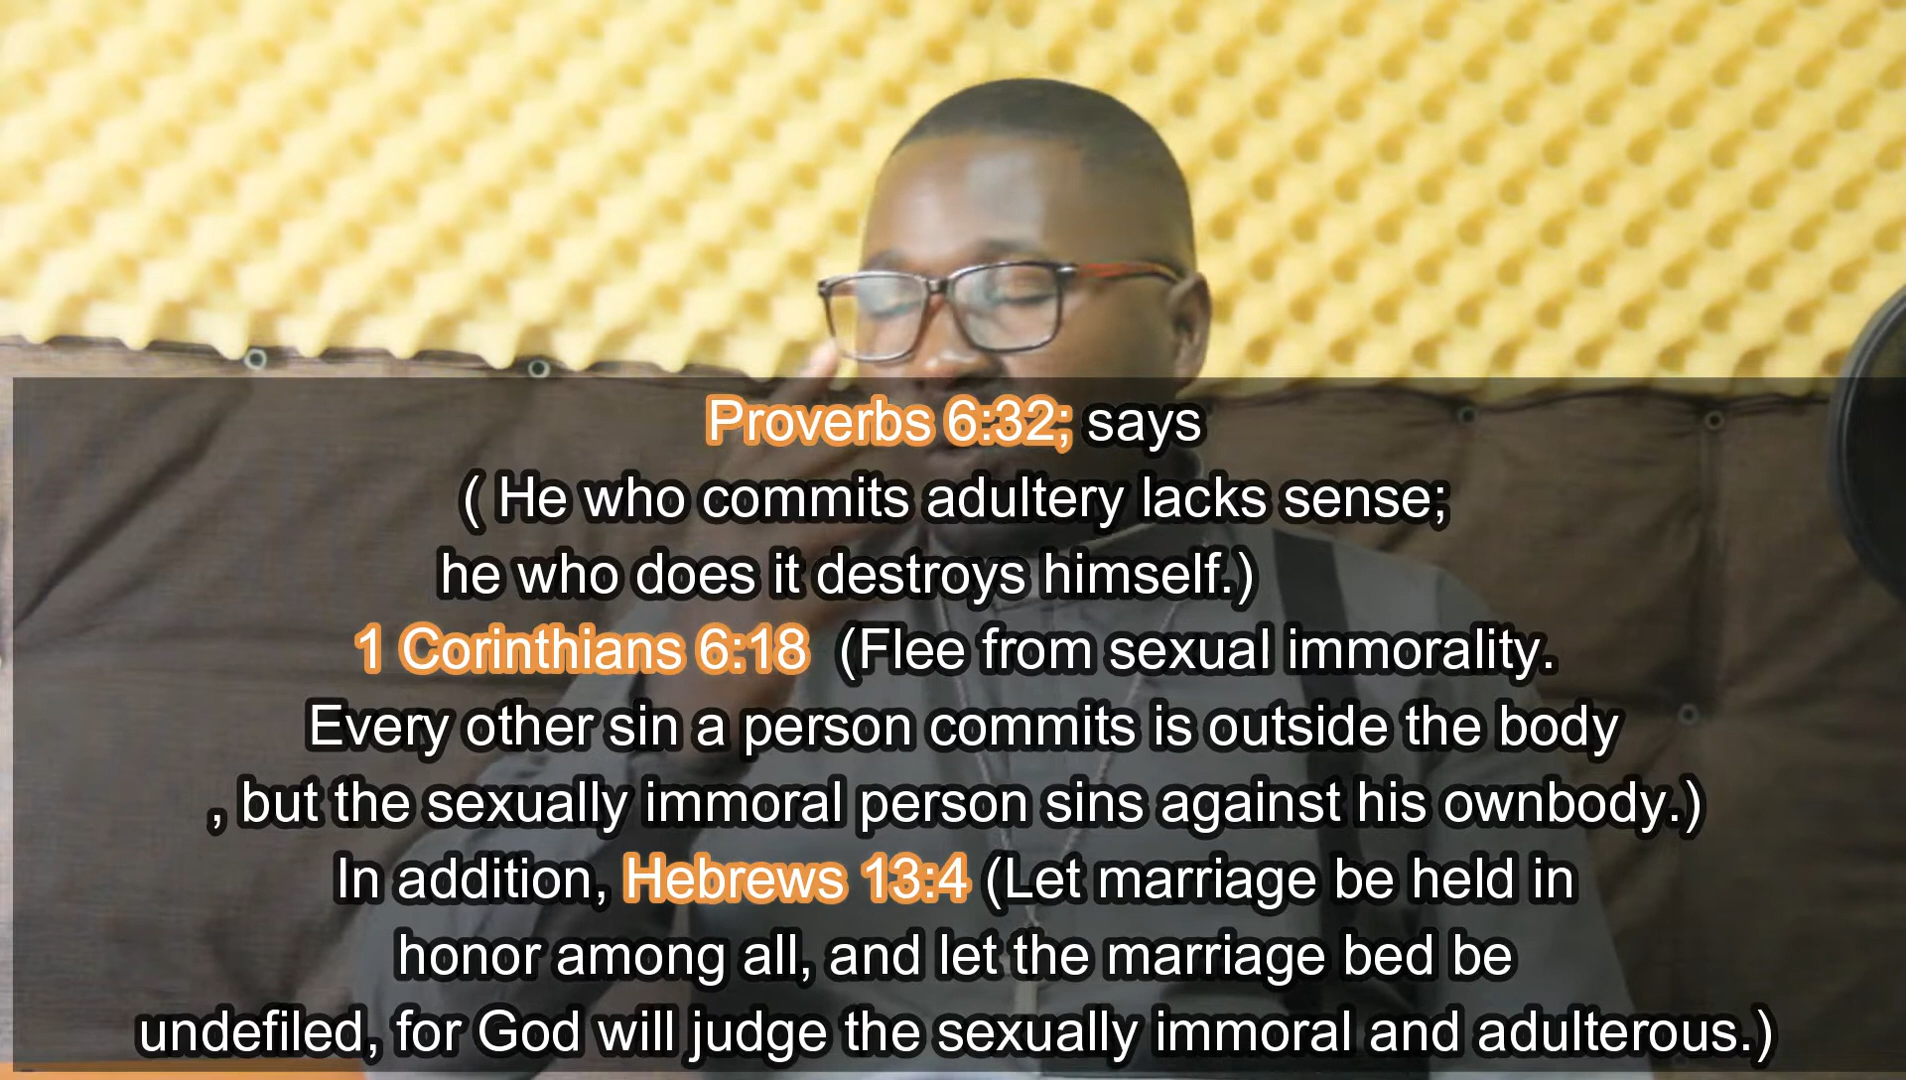 Proverbs 6:32; says
( He who commits adultery lacks sense;
he who does it destroys himself.)
1 Corinthians 6:18  (Flee from sexual immorality.
Every other sin a person commits is outside the body
, but the sexually immoral person sins against his ownbody.)
In addition, Hebrews 13:4 (Let marriage be held in
honor among all, and let the marriage bed be
undefiled, for God will judge the sexually immoral and adulterous.)